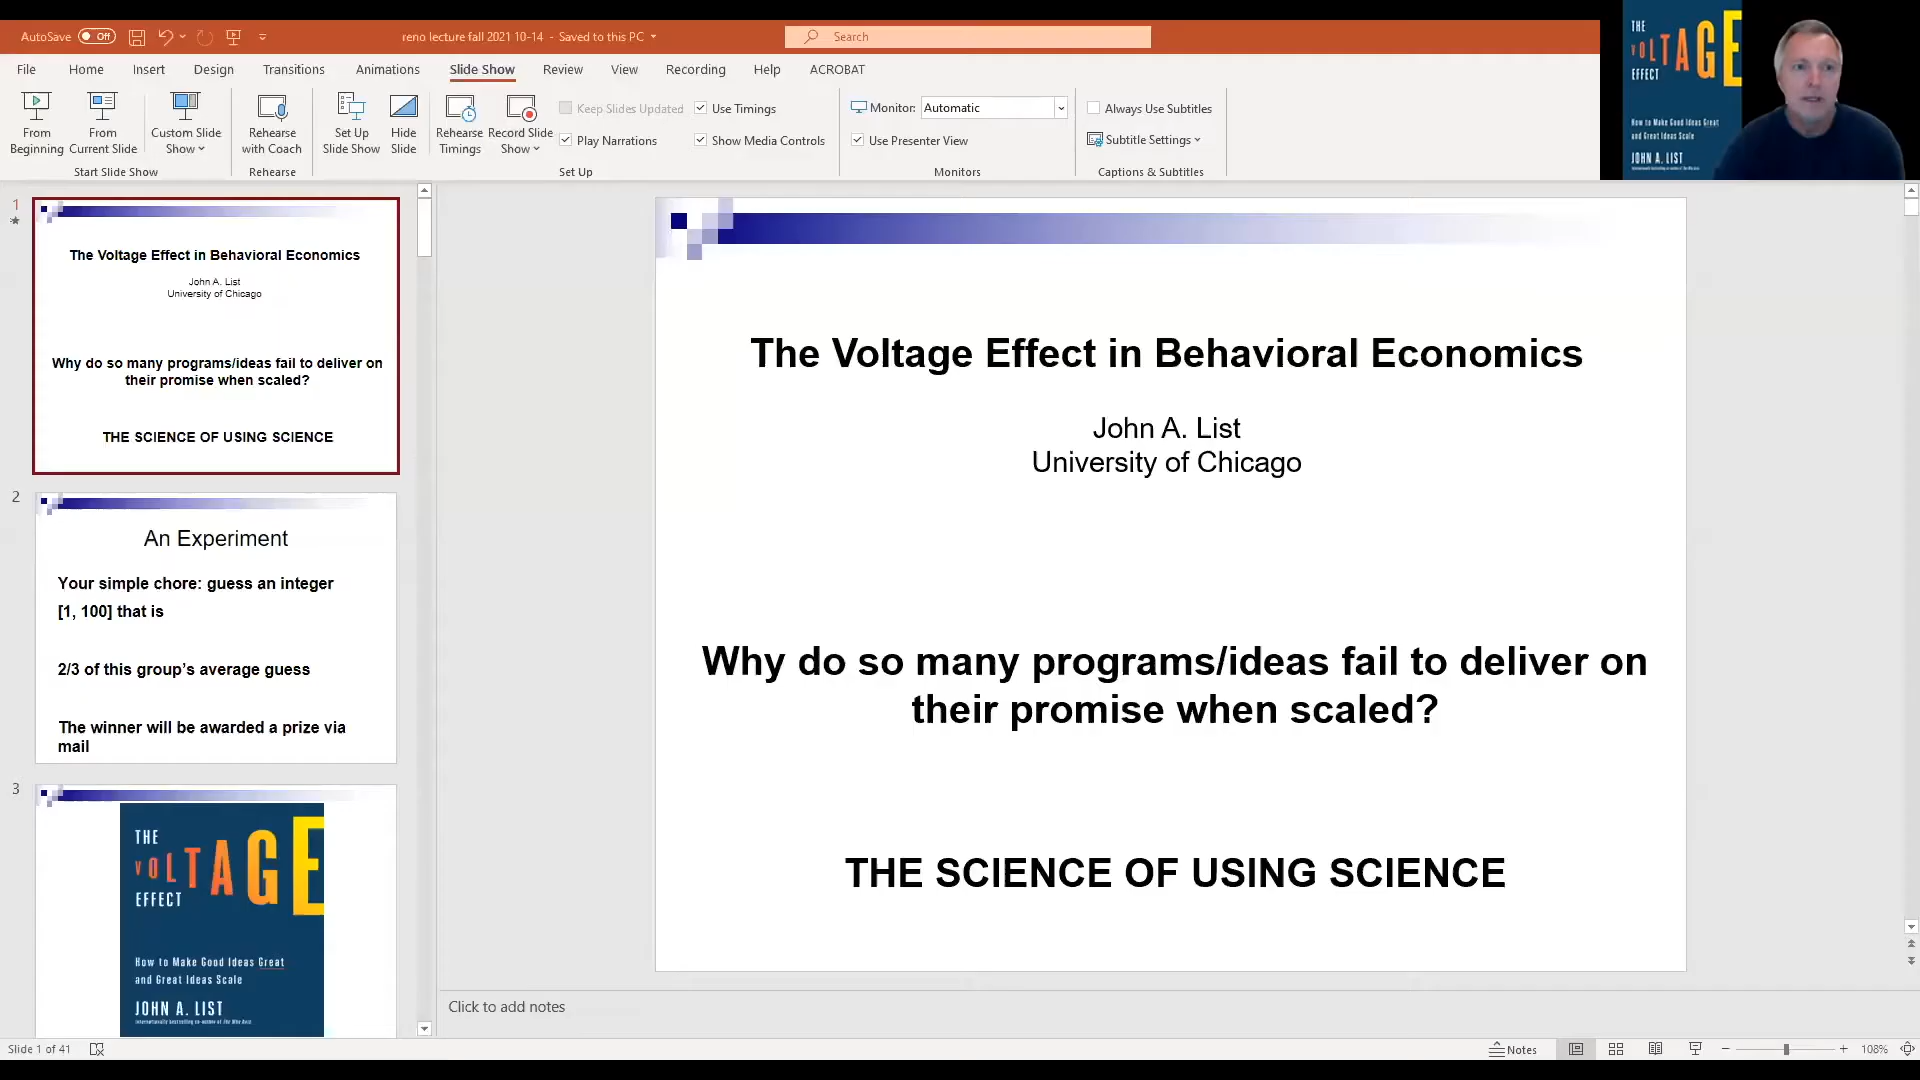 AutoSave Off
reno lecture fall 2021 10-14 - Saved to this PC
Search
File Home Insert Design Transitions Animations Slide Show Review View Recording Help ACROBAT
From Beginning
From Current Slide
Custom Slide Show
Rehearse with Coach
Set Up Slide Show
Hide Slide
Rehearse Timings
Record Slide Show
Keep Slides Updated
Play Narrations
Use Timings
Show Media Controls
Monitor: Automatic
Use Presenter View
Always Use Subtitles
Subtitle Settings
Start Slide Show
Rehearse
Set Up
Monitors
Captions & Subtitles
THE
VOLTAGE
EFFECT
How to Make Good Ideas Great
and Great Ideas Scale
JOHN A. LIST
1
The Voltage Effect in Behavioral Economics
John A. List
University of Chicago
Why do so many programs/ideas fail to deliver on
their promise when scaled?
THE SCIENCE OF USING SCIENCE
2
An Experiment
Your simple chore: guess an integer
[1, 100] that is
2/3 of this group’s average guess
The winner will be awarded a prize via
mail
3
THE
VOLTAGE
EFFECT
How to Make Good Ideas Great
and Great Ideas Scale
JOHN A. LIST
The Voltage Effect in Behavioral Economics
John A. List
University of Chicago
Why do so many programs/ideas fail to deliver on
their promise when scaled?
THE SCIENCE OF USING SCIENCE
Click to add notes
Slide 1 of 41
Notes
108%